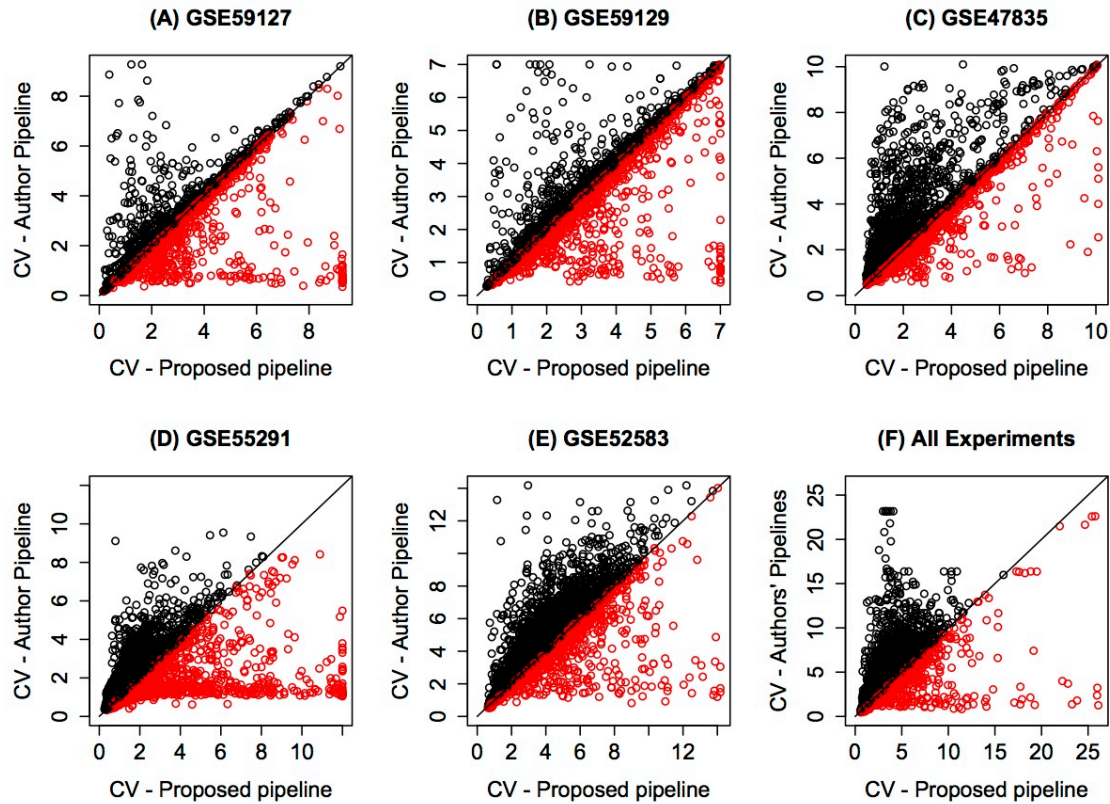 (A) GSE59127
CV - Author Pipeline
0 2 4 6 8
0 2 4 6 8
CV - Proposed pipeline
(B) GSE59129
CV - Author Pipeline
0 1 2 3 4 5 6 7
1 2 3 4 5 6 7
CV - Proposed pipeline
(C) GSE47835
CV - Author Pipeline
0 2 4 6 8 10
0 2 4 6 8 10
CV - Proposed pipeline
(D) GSE55291
CV - Author Pipeline
0 2 4 6 8 10
0 2 4 6 8 10
CV - Proposed pipeline
(E) GSE52583
CV - Author Pipeline
0 2 4 6 8 12
0 2 4 6 8 12
CV - Proposed pipeline
(F) All Experiments
CV - Authors' Pipelines
0 5 10 15 20 25
0 5 10 15 20 25
CV - Proposed pipeline